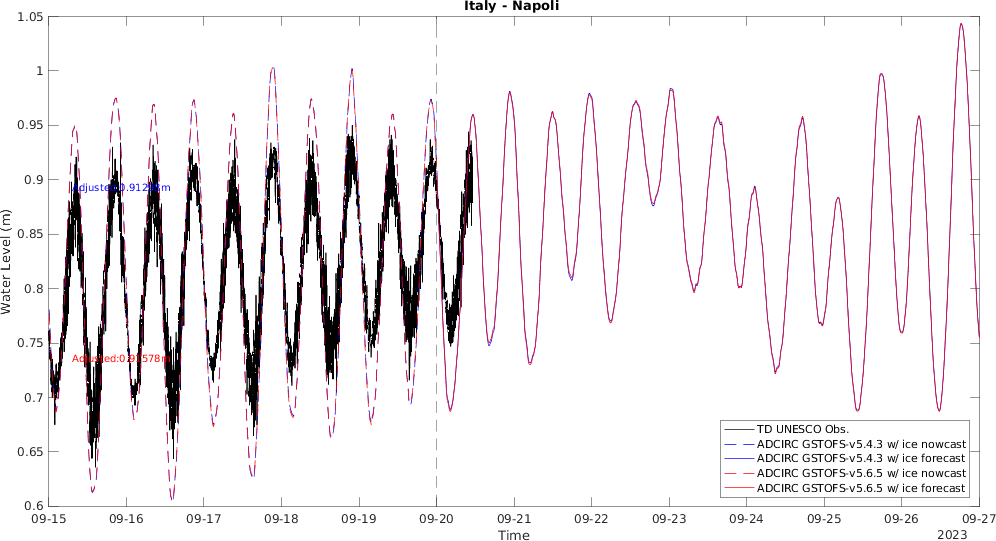 Italy - Napoli
Water Level (m)
1.05
1
0.95
0.9
0.85
0.8
0.75
0.7
0.65
0.6
TD UNESCO Obs.
ADCIRC GSTOFS-v5.4.3 w/ ice nowcast
ADCIRC GSTOFS-v5.4.3 w/ ice forecast
ADCIRC GSTOFS-v5.6.5 w/ ice nowcast
ADCIRC GSTOFS-v5.6.5 w/ ice forecast
09-15 09-16 09-17 09-18 09-19 09-20 09-21 09-22 09-23 09-24 09-25 09-26 09-27
Time
2023